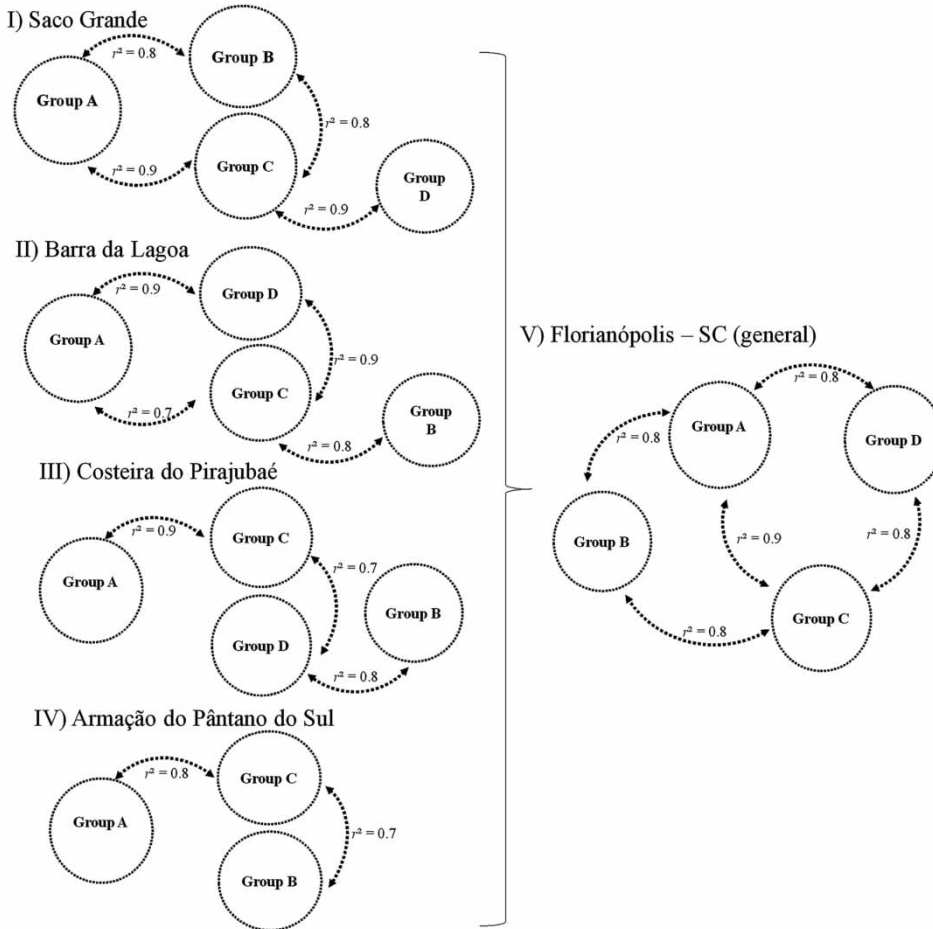 I) Saco Grande
r² = 0.8
Group B
Group A
r² = 0.8
Group C
r² = 0.9
Group
D
r² = 0.9
II) Barra da Lagoa
r² = 0.9
Group D
Group A
r² = 0.9
Group C
r² = 0.7
Group
B
r² = 0.8
III) Costeira do Pirajubaé
r² = 0.9
Group C
Group A
r² = 0.7
Group B
Group D
r² = 0.8
IV) Armação do Pântano do Sul
r² = 0.8
Group C
Group A
r² = 0.7
Group B
V) Florianópolis – SC (general)
r² = 0.8
Group A
r² = 0.8
Group D
Group B
r² = 0.9
r² = 0.8
Group C
r² = 0.8